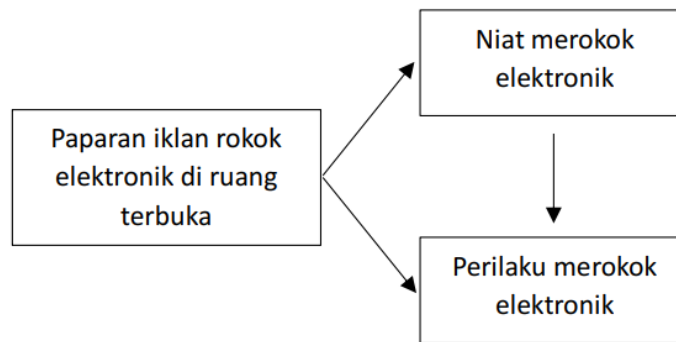 Niat merokok
elektronik
Paparan iklan rokok
elektronik di ruang
terbuka
Perilaku merokok
elektronik